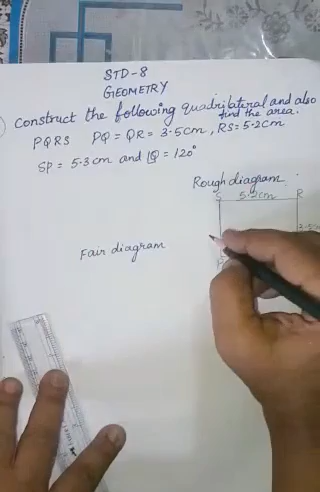 STD-8
GEOMETRY
Construct the following quadrilateral and also
find the area.
PQRS PQ = QR = 3.5cm, RS = 5.2cm
SP = 5.3cm and ∠Q = 120°
Rough diagram.
S 5.2cm R
Fair diagram